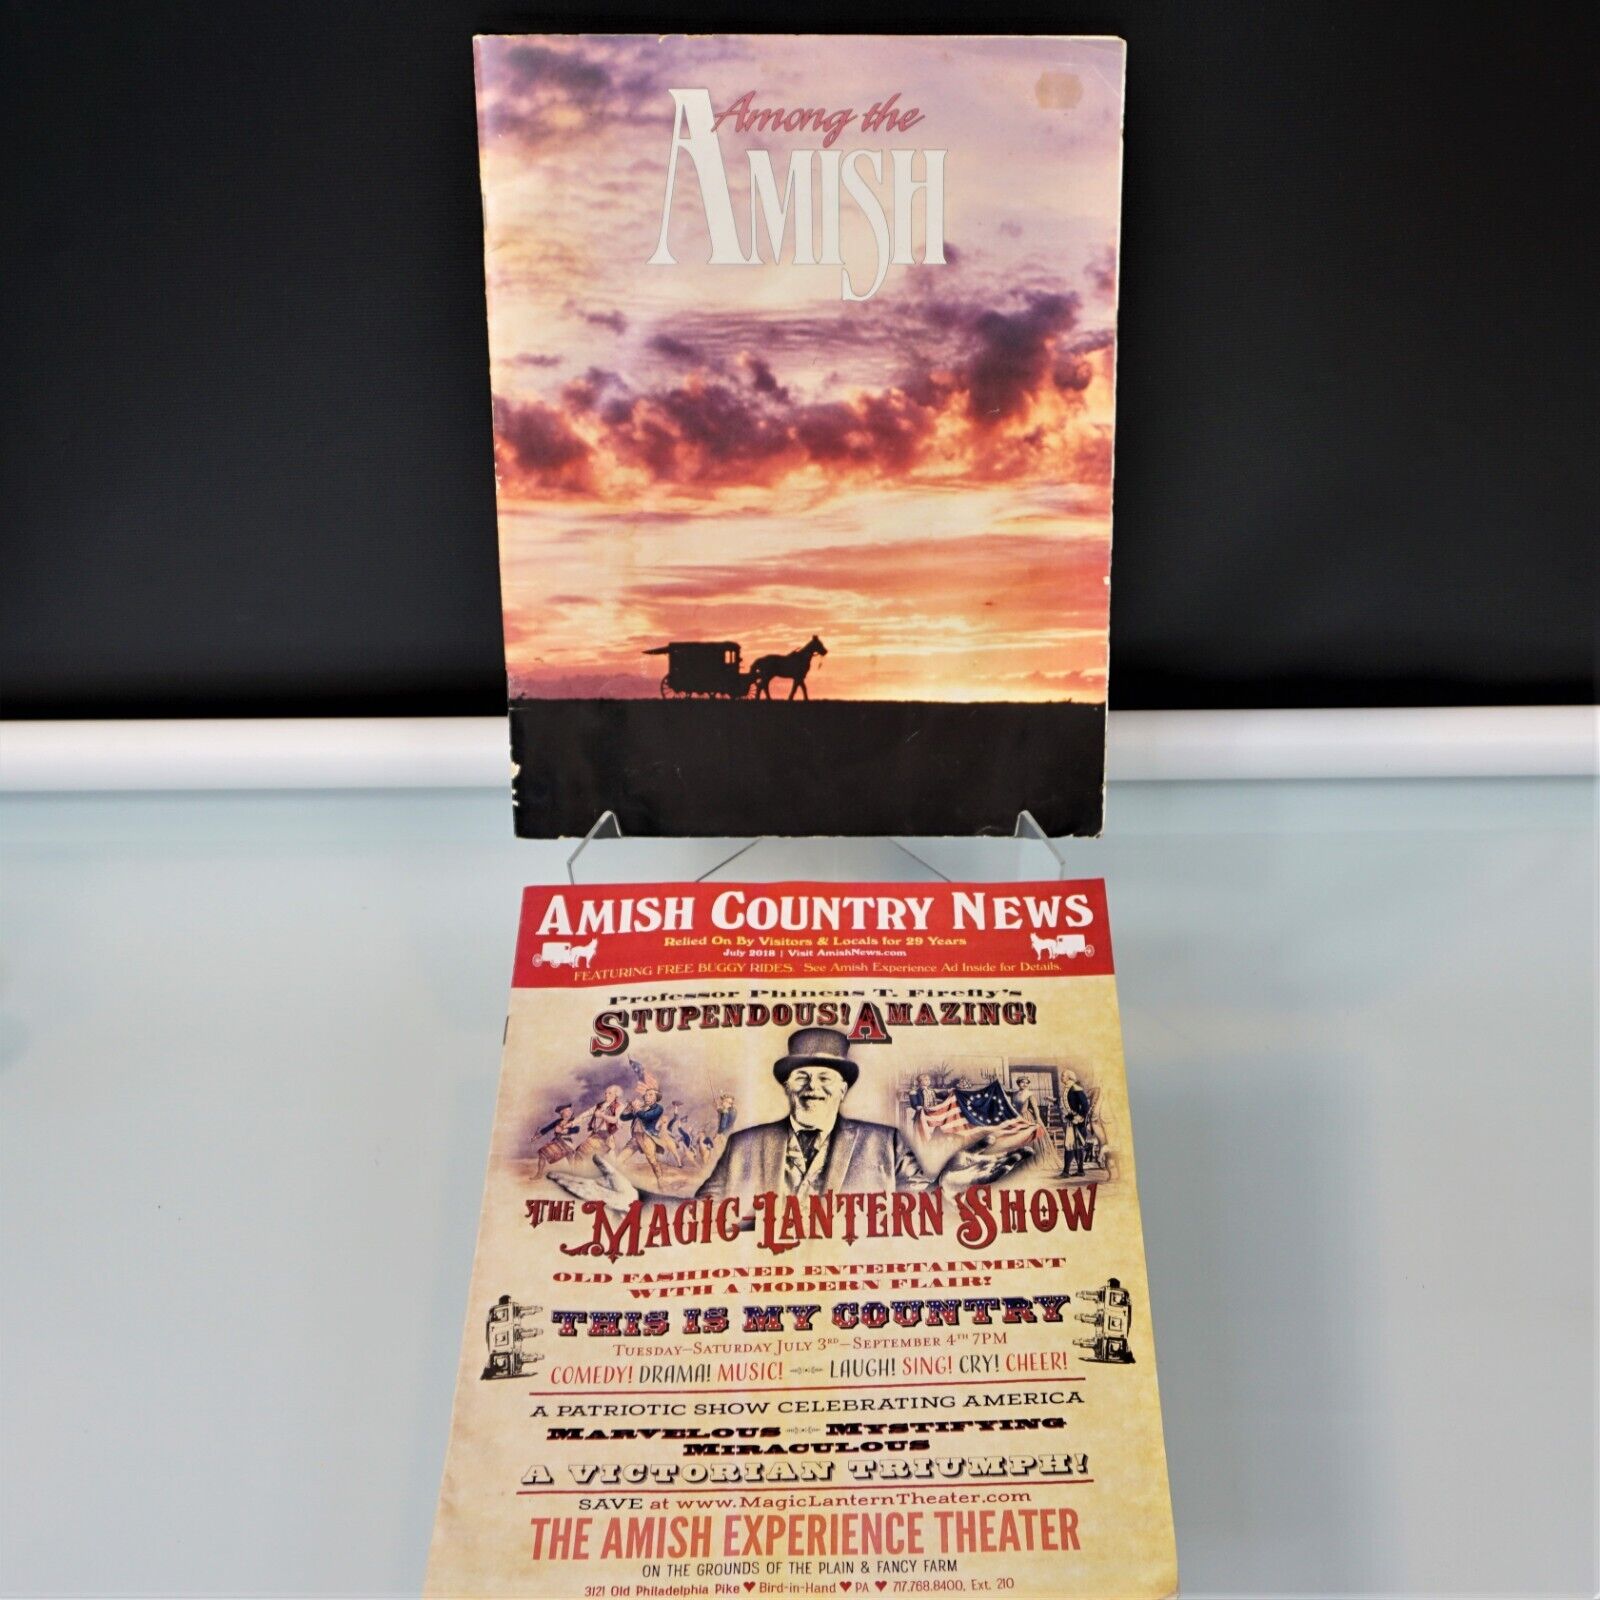 Among the
AMISH
AMISH COUNTRY NEWS
Relied On By Visitors & Locals for 29 Years
July 2018 | Visit AmishNews.com
FEATURING FREE BUGGY RIDES. See Amish Experience Ad Inside for Details.
Professor Phineas T. Firefly's
STUPENDOUS! AMAZING!
THE MAGIC-LANTERN SHOW
OLD FASHIONED ENTERTAINMENT
WITH A MODERN FLAIR!
THIS IS MY COUNTRY
TUESDAY–SATURDAY JULY 3RD–SEPTEMBER 4TH 7PM
COMEDY! DRAMA! MUSIC! LAUGH! SING! CRY! CHEER!
A PATRIOTIC SHOW CELEBRATING AMERICA
MARVELOUS MYSTIFYING
MIRACULOUS
A VICTORIAN TRIUMPH!
SAVE at www.MagicLanternTheater.com
THE AMISH EXPERIENCE THEATER
ON THE GROUNDS OF THE PLAIN & FANCY FARM
3121 Old Philadelphia Pike ♥ Bird-in-Hand ♥ PA ♥ 717.768.8400, Ext. 210